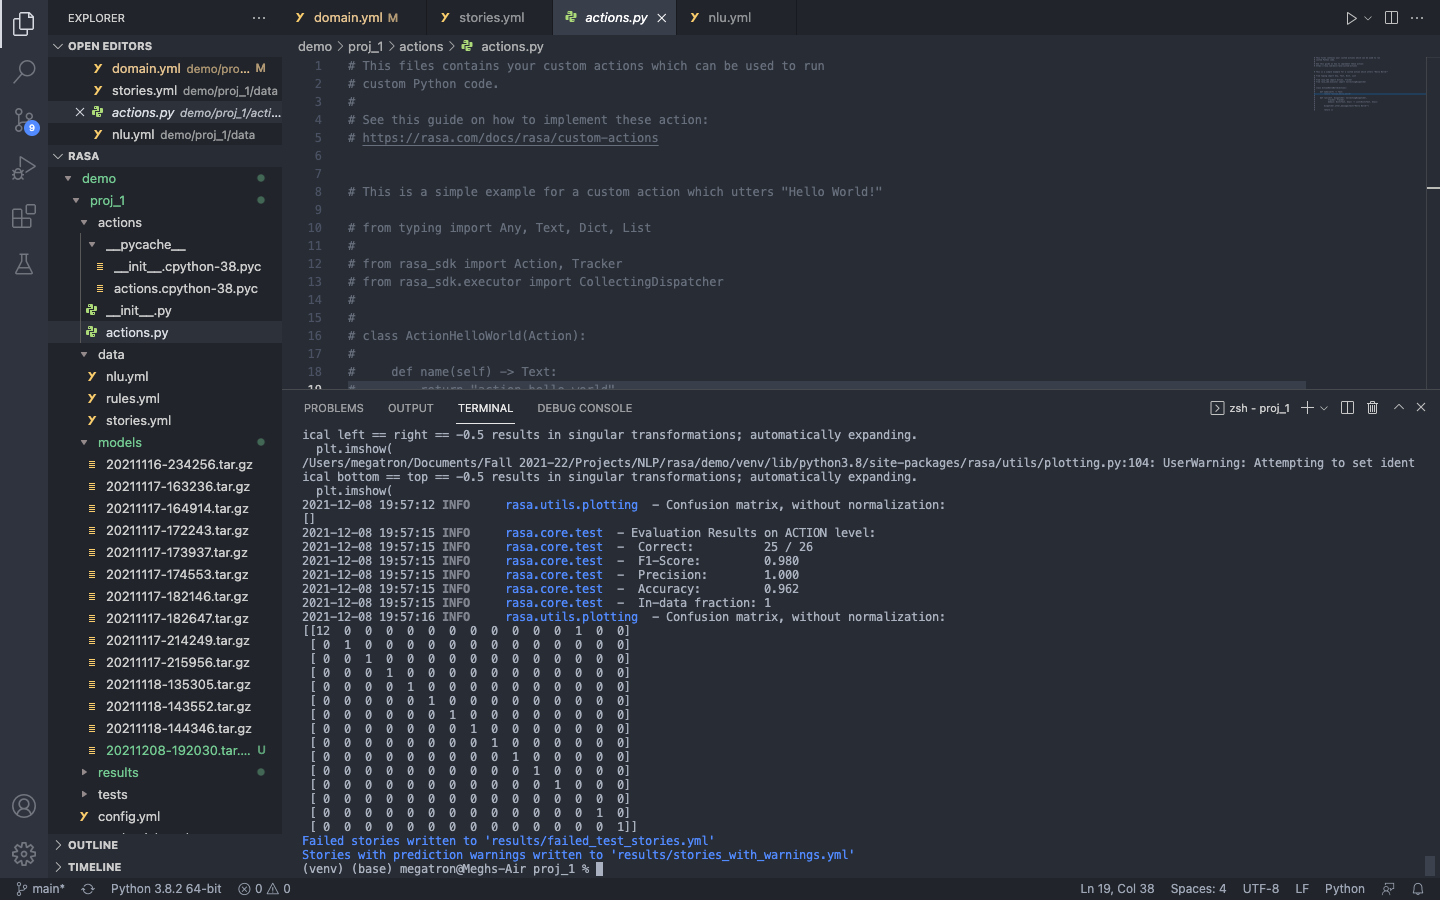 EXPLORER
OPEN EDITORS
domain.yml demo/pro... M
stories.yml demo/proj_1/data
actions.py demo/proj_1/acti...
nlu.yml demo/proj_1/data
RASA
demo
proj_1
actions
__pycache__
__init__.cpython-38.pyc
actions.cpython-38.pyc
__init__.py
actions.py
data
nlu.yml
rules.yml
stories.yml
models
20211116-234256.tar.gz
20211117-163236.tar.gz
20211117-164914.tar.gz
20211117-172243.tar.gz
20211117-173937.tar.gz
20211117-174553.tar.gz
20211117-182146.tar.gz
20211117-182647.tar.gz
20211117-214249.tar.gz
20211117-215956.tar.gz
20211118-135305.tar.gz
20211118-143552.tar.gz
20211118-144346.tar.gz
20211208-192030.tar.... U
results
tests
config.yml
OUTLINE
TIMELINE
9
domain.yml M
stories.yml
actions.py
nlu.yml
demo > proj_1 > actions > actions.py
1 # This files contains your custom actions which can be used to run
2 # custom Python code.
3 #
4 # See this guide on how to implement these action:
5 # https://rasa.com/docs/rasa/custom-actions
6
7
8 # This is a simple example for a custom action which utters "Hello World!"
9
10 # from typing import Any, Text, Dict, List
11 #
12 # from rasa_sdk import Action, Tracker
13 # from rasa_sdk.executor import CollectingDispatcher
14 #
15 #
16 # class ActionHelloWorld(Action):
17 #
18 #     def name(self) -> Text:
19 #         return "action_hello_world"
PROBLEMS OUTPUT TERMINAL DEBUG CONSOLE
zsh - proj_1
ical left == right == -0.5 results in singular transformations; automatically expanding.
  plt.imshow(
/Users/megatron/Documents/Fall 2021-22/Projects/NLP/rasa/demo/venv/lib/python3.8/site-packages/rasa/utils/plotting.py:104: UserWarning: Attempting to set ident
ical bottom == top == -0.5 results in singular transformations; automatically expanding.
  plt.imshow(
2021-12-08 19:57:12 INFO     rasa.utils.plotting  - Confusion matrix, without normalization:
[]
2021-12-08 19:57:15 INFO     rasa.core.test  - Evaluation Results on ACTION level:
2021-12-08 19:57:15 INFO     rasa.core.test  -  Correct:          25 / 26
2021-12-08 19:57:15 INFO     rasa.core.test  -  F1-Score:         0.980
2021-12-08 19:57:15 INFO     rasa.core.test  -  Precision:        1.000
2021-12-08 19:57:15 INFO     rasa.core.test  -  Accuracy:         0.962
2021-12-08 19:57:15 INFO     rasa.core.test  -  In-data fraction: 1
2021-12-08 19:57:16 INFO     rasa.utils.plotting  - Confusion matrix, without normalization:
[[12  0  0  0  0  0  0  0  0  0  0  0  1  0  0]
 [ 0  1  0  0  0  0  0  0  0  0  0  0  0  0  0]
 [ 0  0  1  0  0  0  0  0  0  0  0  0  0  0  0]
 [ 0  0  0  1  0  0  0  0  0  0  0  0  0  0  0]
 [ 0  0  0  0  1  0  0  0  0  0  0  0  0  0  0]
 [ 0  0  0  0  0  1  0  0  0  0  0  0  0  0  0]
 [ 0  0  0  0  0  0  1  0  0  0  0  0  0  0  0]
 [ 0  0  0  0  0  0  0  1  0  0  0  0  0  0  0]
 [ 0  0  0  0  0  0  0  0  1  0  0  0  0  0  0]
 [ 0  0  0  0  0  0  0  0  0  1  0  0  0  0  0]
 [ 0  0  0  0  0  0  0  0  0  0  1  0  0  0  0]
 [ 0  0  0  0  0  0  0  0  0  0  0  1  0  0  0]
 [ 0  0  0  0  0  0  0  0  0  0  0  0  0  0  0]
 [ 0  0  0  0  0  0  0  0  0  0  0  0  0  1  0]
 [ 0  0  0  0  0  0  0  0  0  0  0  0  0  0  1]]
Failed stories written to 'results/failed_test_stories.yml'
Stories with prediction warnings written to 'results/stories_with_warnings.yml'
(venv) (base) megatron@Meghs-Air proj_1 %
main* Python 3.8.2 64-bit 0 0 Ln 19, Col 38 Spaces: 4 UTF-8 LF Python